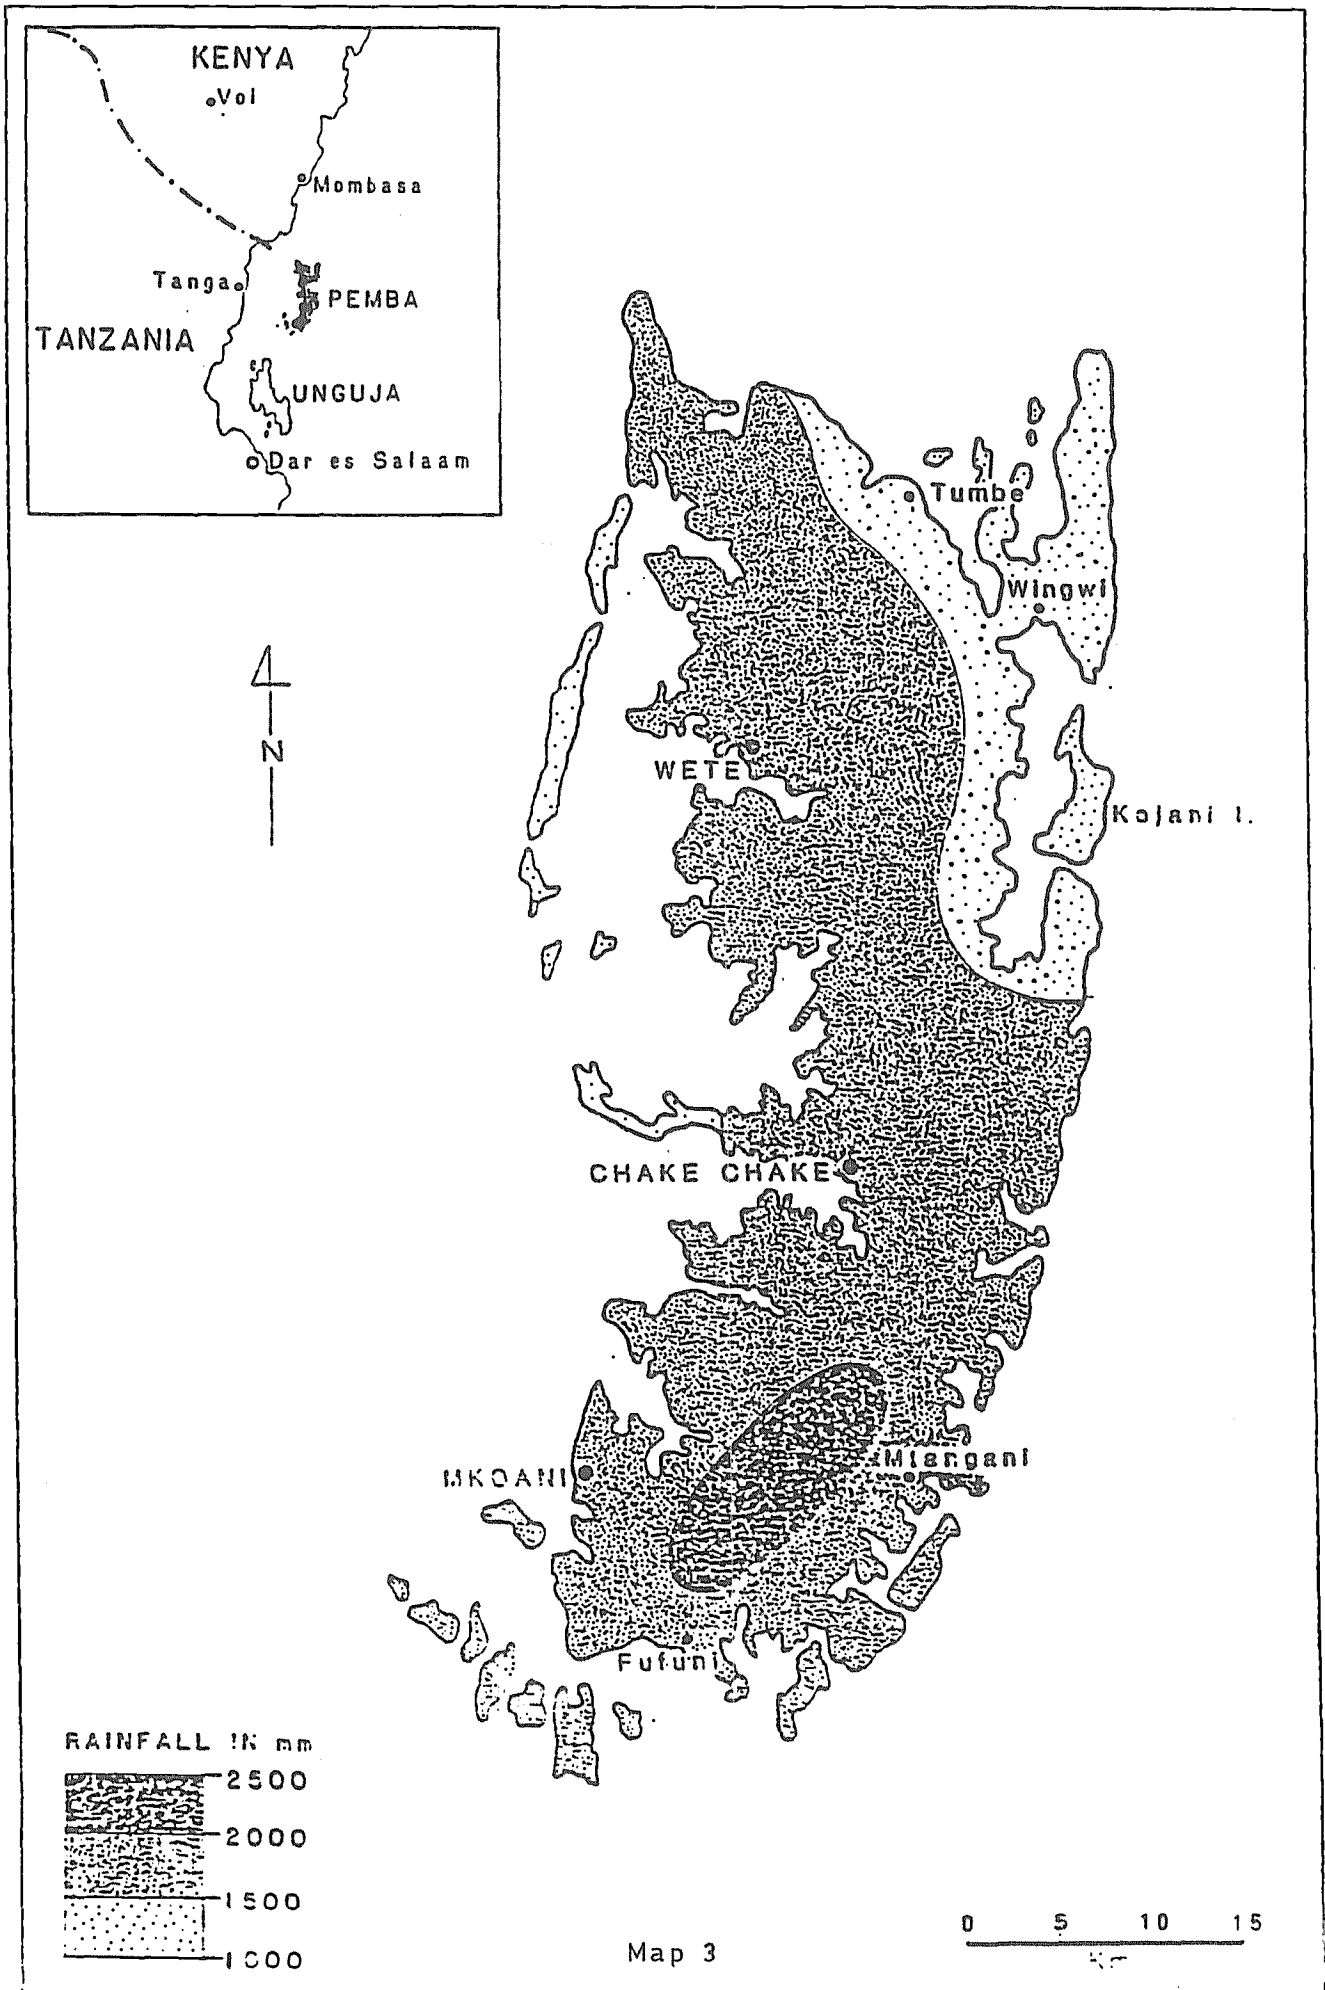 KENYA
Voi
Mombasa
Tanga
PEMBA
TANZANIA
UNGUJA
Dar es Salaam
Tumbe
Wingwi
N
WETE
Kojani I.
CHAKE CHAKE
Mtangani
MKOANI
Fufuni
RAINFALL IN mm
2500
2000
1500
1000
0 5 10 15
Km
Map 3